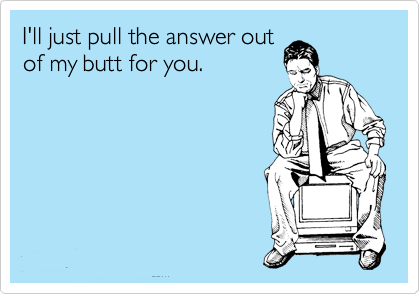 I'll just pull the answer out
of my butt for you.